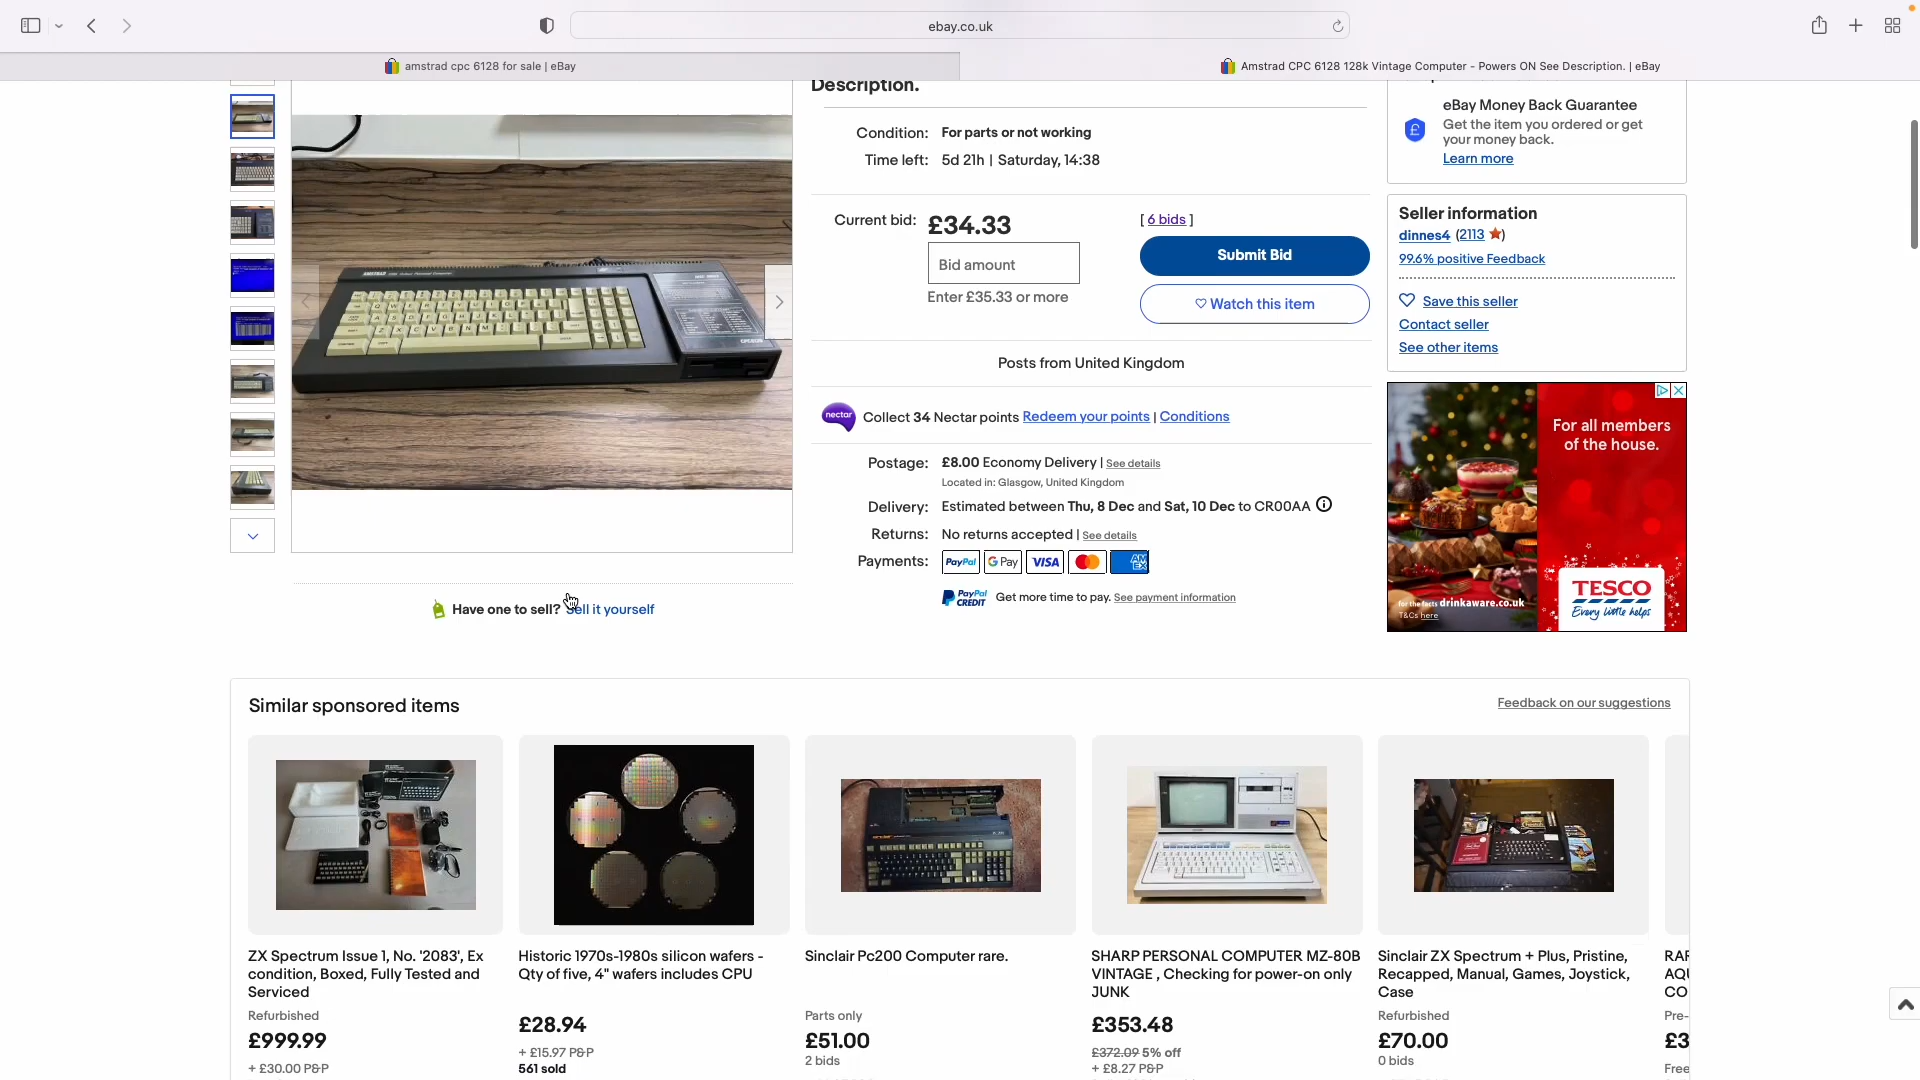 ebay.co.uk
amstrad cpc 6128 for sale | eBay
Amstrad CPC 6128 128k Vintage Computer - Powers ON See Description. | eBay
Description.
Condition: For parts or not working
Time left: 5d 21h | Saturday, 14:38
Current bid: £34.33
[ 6 bids ]
Bid amount
Enter £35.33 or more
Submit Bid
Watch this item
Posts from United Kingdom
nectar
Collect 34 Nectar points Redeem your points | Conditions
Postage: £8.00 Economy Delivery | See details
Located in: Glasgow, United Kingdom
Delivery: Estimated between Thu, 8 Dec and Sat, 10 Dec to CR00AA
Returns: No returns accepted | See details
Payments: PayPal G Pay VISA AMEX
PayPal CREDIT Get more time to pay. See payment information
eBay Money Back Guarantee
Get the item you ordered or get
your money back.
Learn more
Seller information
dinnes4 (2113)
99.6% positive Feedback
Save this seller
Contact seller
See other items
For all members
of the house.
for the facts drinkaware.co.uk
T&Cs here
TESCO
Every little helps
Have one to sell? Sell it yourself
Similar sponsored items
Feedback on our suggestions
ZX Spectrum Issue 1, No. '2083', Ex
condition, Boxed, Fully Tested and
Serviced
Refurbished
£999.99
+ £30.00 P&P
Historic 1970s-1980s silicon wafers -
Qty of five, 4" wafers includes CPU
£28.94
+ £15.97 P&P
561 sold
Sinclair Pc200 Computer rare.
Parts only
£51.00
2 bids
SHARP PERSONAL COMPUTER MZ-80B
VINTAGE , Checking for power-on only
JUNK
£353.48
£372.09 5% off
+ £8.27 P&P
Sinclair ZX Spectrum + Plus, Pristine,
Recapped, Manual, Games, Joystick,
Case
Refurbished
£70.00
0 bids
RAR
AQU
CO
Pre-
£3
Free